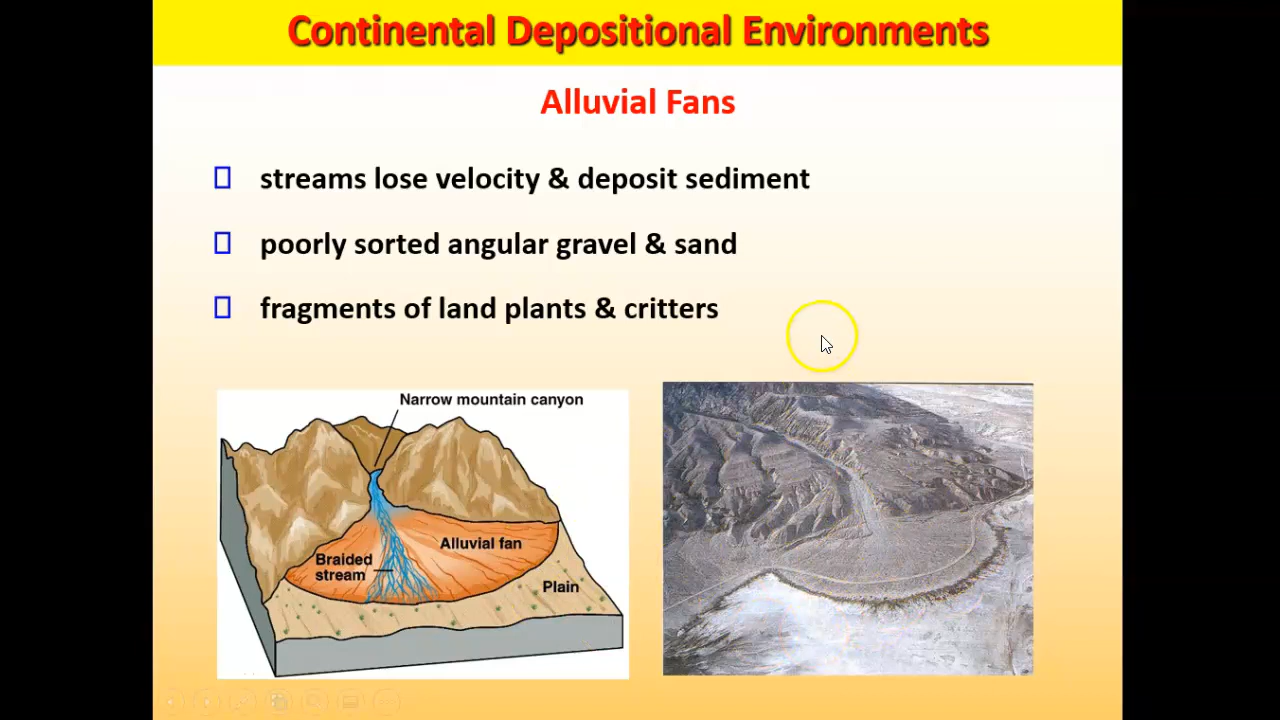 Continental Depositional Environments
Alluvial Fans
streams lose velocity & deposit sediment
poorly sorted angular gravel & sand
fragments of land plants & critters
Narrow mountain canyon
Alluvial fan
Braided
stream
Plain